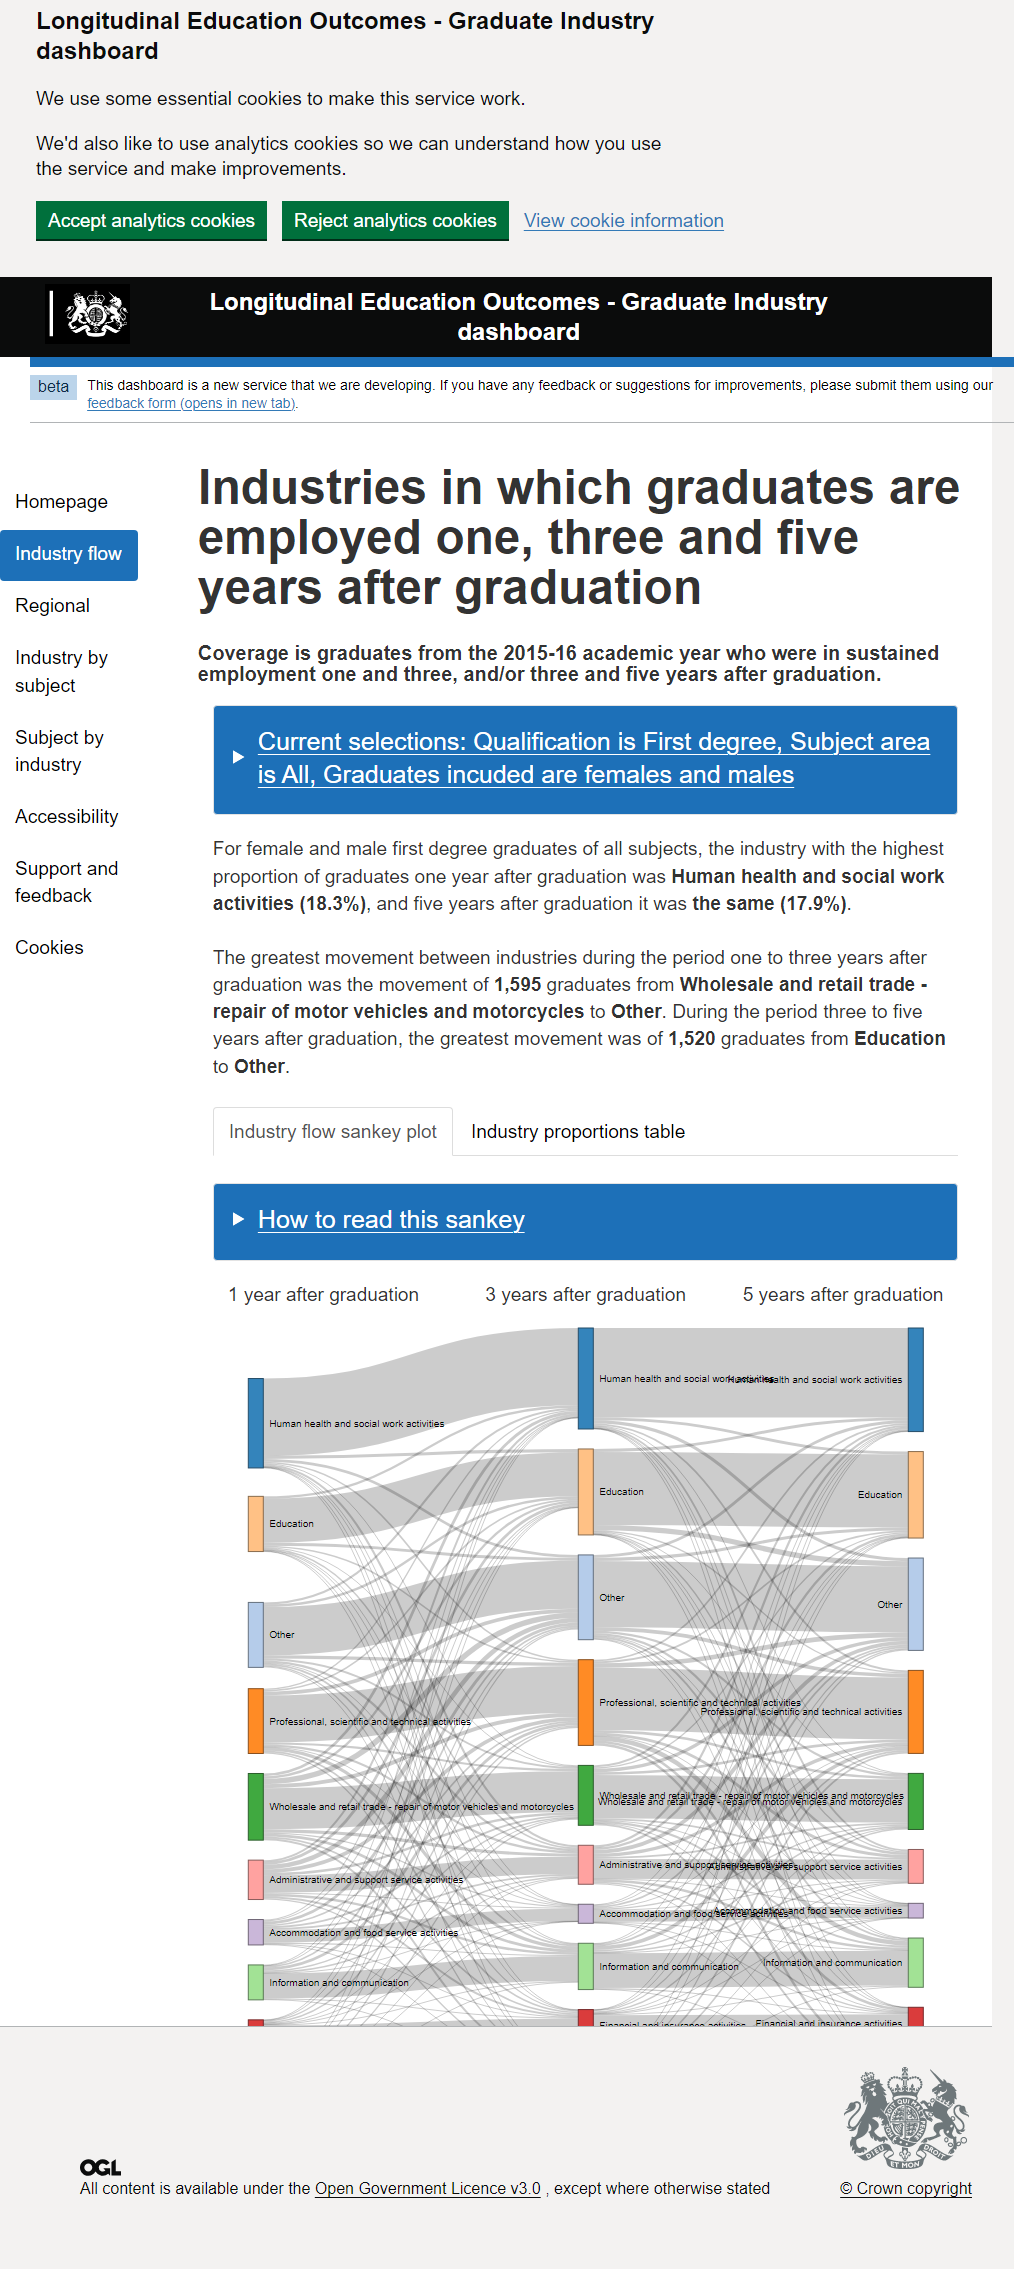 Longitudinal Education Outcomes - Graduate Industry
dashboard
We use some essential cookies to make this service work.
We'd also like to use analytics cookies so we can understand how you use
the service and make improvements.
Accept analytics cookies Reject analytics cookies View cookie information
Longitudinal Education Outcomes - Graduate Industry
dashboard
beta This dashboard is a new service that we are developing. If you have any feedback or suggestions for improvements, please submit them using our
feedback form (opens in new tab).
Homepage
Industry flow
Regional
Industry by
subject
Subject by
industry
Accessibility
Support and
feedback
Cookies
Industries in which graduates are
employed one, three and five
years after graduation
Coverage is graduates from the 2015-16 academic year who were in sustained
employment one and three, and/or three and five years after graduation.
Current selections: Qualification is First degree, Subject area
is All, Graduates incuded are females and males
For female and male first degree graduates of all subjects, the industry with the highest
proportion of graduates one year after graduation was Human health and social work
activities (18.3%), and five years after graduation it was the same (17.9%).
The greatest movement between industries during the period one to three years after
graduation was the movement of 1,595 graduates from Wholesale and retail trade -
repair of motor vehicles and motorcycles to Other. During the period three to five
years after graduation, the greatest movement was of 1,520 graduates from Education
to Other.
Industry flow sankey plot Industry proportions table
How to read this sankey
1 year after graduation 3 years after graduation 5 years after graduation
Human health and social work activities
Human health and social work activities
Human health and social work activities
Education
Education
Education
Other
Other
Other
Professional, scientific and technical activities
Professional, scientific and technical activities
Professional, scientific and technical activities
Wholesale and retail trade - repair of motor vehicles and motorcycles
Wholesale and retail trade - repair of motor vehicles and motorcycles
Wholesale and retail trade - repair of motor vehicles and motorcycles
Administrative and support service activities
Administrative and support service activities
Administrative and support service activities
Accommodation and food service activities
Accommodation and food service activities
Accommodation and food service activities
Information and communication
Information and communication
Information and communication
Financial and insurance activities
Financial and insurance activities
OGL
All content is available under the Open Government Licence v3.0 , except where otherwise stated
© Crown copyright